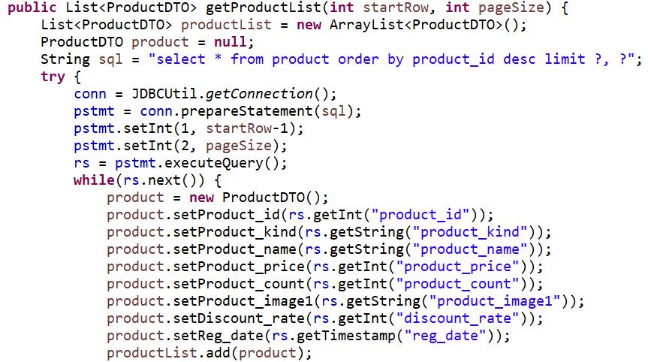 public List<ProductDTO> getProductList(int startRow, int pageSize) {
List<ProductDTO> productList = new ArrayList<ProductDTO>();
ProductDTO product = null;
String sql = "select * from product order by product_id desc limit ?, ?";
try {
conn = JDBCUtil.getConnection();
pstmt = conn.prepareStatement(sql);
pstmt.setInt(1, startRow-1);
pstmt.setInt(2, pageSize);
rs = pstmt.executeQuery();
while(rs.next()) {
product = new ProductDTO();
product.setProduct_id(rs.getInt("product_id"));
product.setProduct_kind(rs.getString("product_kind"));
product.setProduct_name(rs.getString("product_name"));
product.setProduct_price(rs.getInt("product_price"));
product.setProduct_count(rs.getInt("product_count"));
product.setProduct_image1(rs.getString("product_image1"));
product.setDiscount_rate(rs.getInt("discount_rate"));
product.setReg_date(rs.getTimestamp("reg_date"));
productList.add(product);